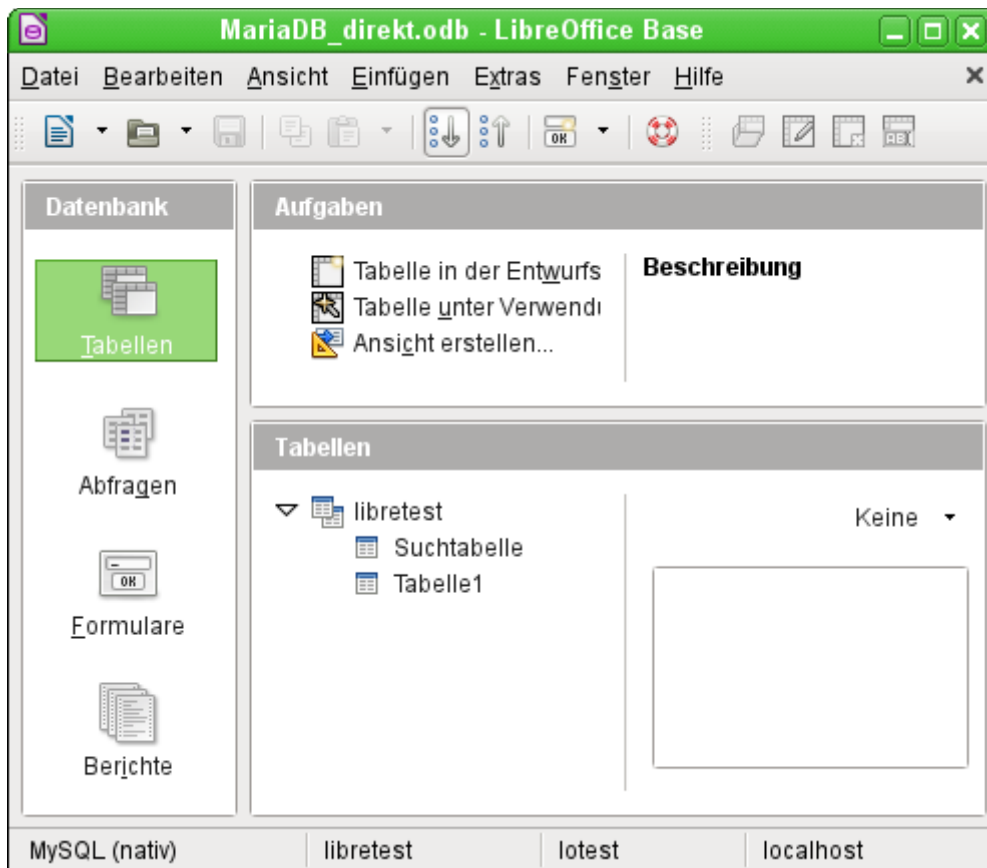 MariaDB_direkt.odb - LibreOffice Base
Datei Bearbeiten Ansicht Einfügen Extras Fenster Hilfe
Datenbank
Tabellen
Abfragen
Formulare
Berichte
Aufgaben
Tabelle in der Entwurfs
Tabelle unter Verwendu
Ansicht erstellen...
Beschreibung
Tabellen
libretest
Suchtabelle
Tabelle1
Keine
MySQL (nativ) libretest lotest localhost